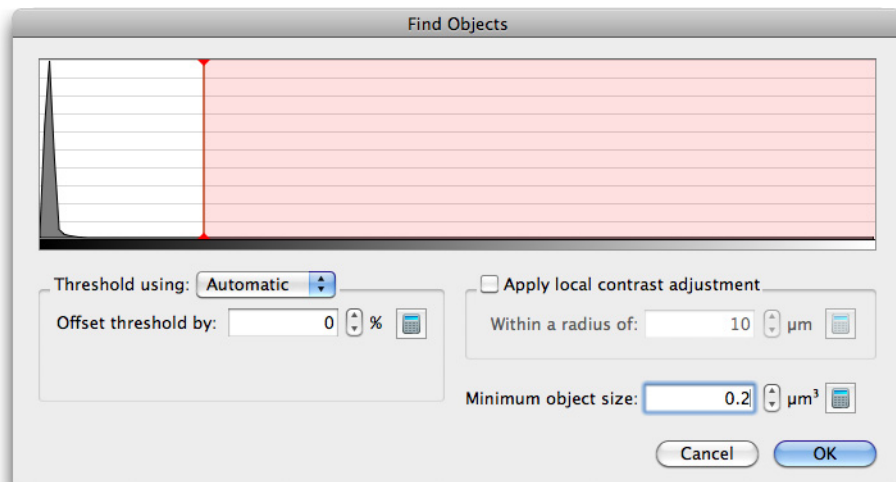 Find Objects
Threshold using: Automatic
Apply local contrast adjustment
Offset threshold by: 0 %
Within a radius of: 10 µm
Minimum object size: 0.2 µm³
Cancel
OK